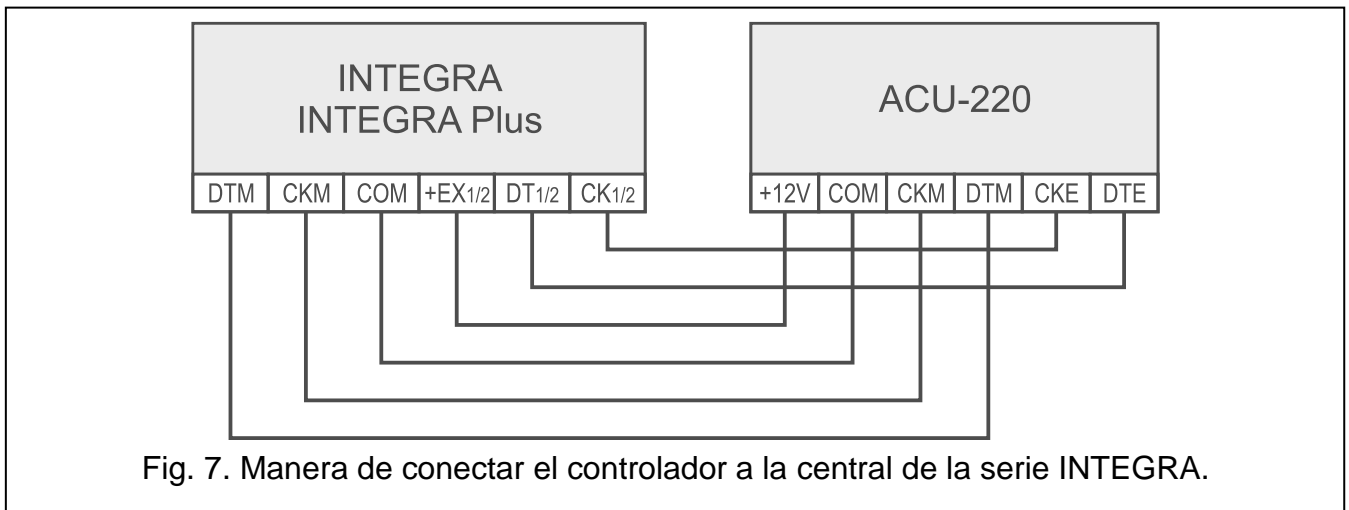 INTEGRA
INTEGRA Plus
ACU-220
DTM CKM COM +EX1/2 DT1/2 CK1/2
+12V COM CKM DTM CKE DTE
Fig. 7. Manera de conectar el controlador a la central de la serie INTEGRA.